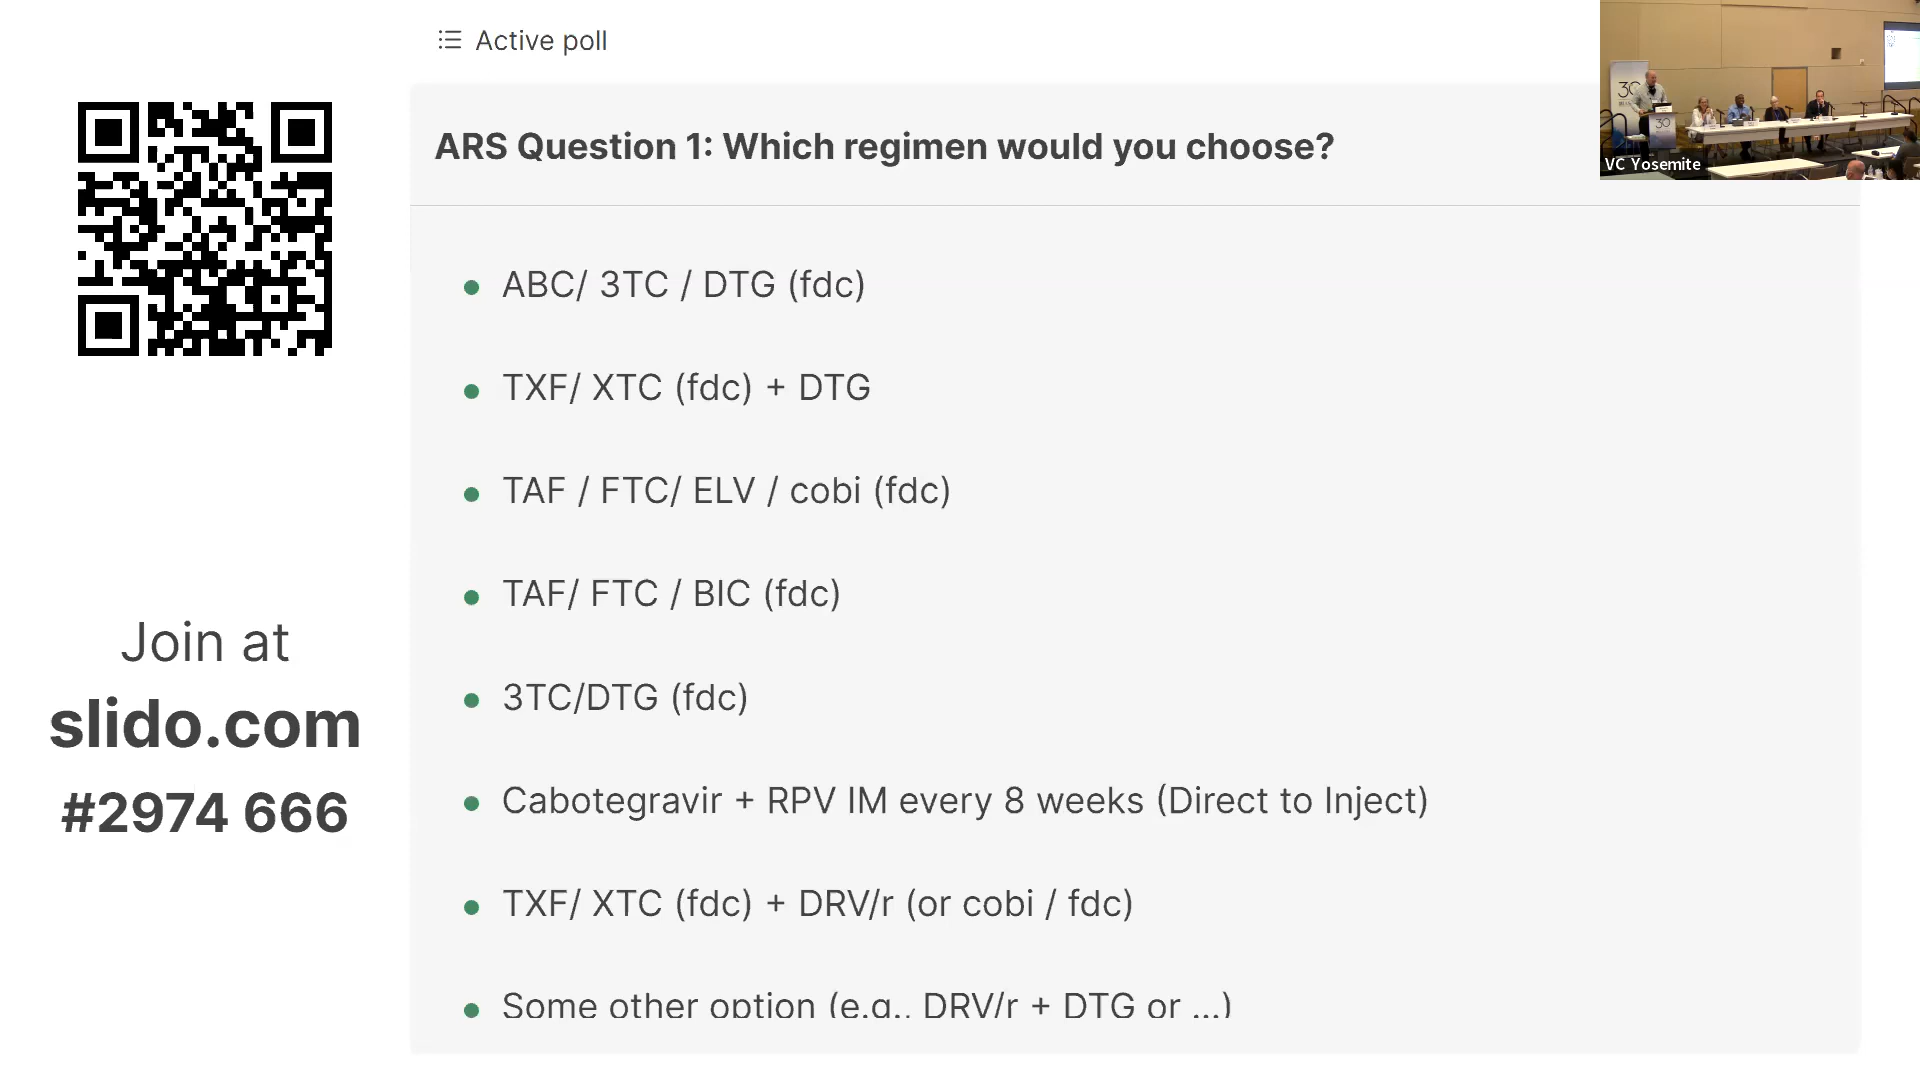 Active poll
ARS Question 1: Which regimen would you choose?
ABC/ 3TC / DTG (fdc)
TXF/ XTC (fdc) + DTG
TAF / FTC/ ELV / cobi (fdc)
TAF/ FTC / BIC (fdc)
3TC/DTG (fdc)
Cabotegravir + RPV IM every 8 weeks (Direct to Inject)
TXF/ XTC (fdc) + DRV/r (or cobi / fdc)
Some other option (e.g., DRV/r + DTG or ...)
Join at
slido.com
#2974 666
30
30
VC Yosemite